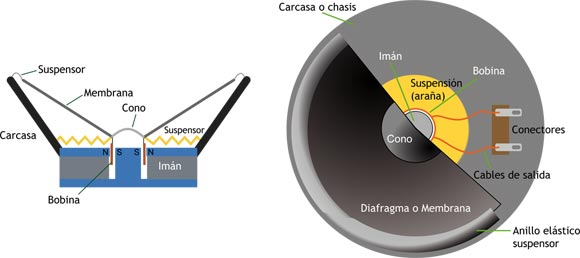 Suspensor
Membrana
Cono
Carcasa
Suspensor
N S S N
Imán
Bobina
Carcasa o chasis
Imán
Bobina
Suspensión
(araña)
Conectores
Cono
Cables de salida
Diafragma o Membrana
Anillo elástico
suspensor